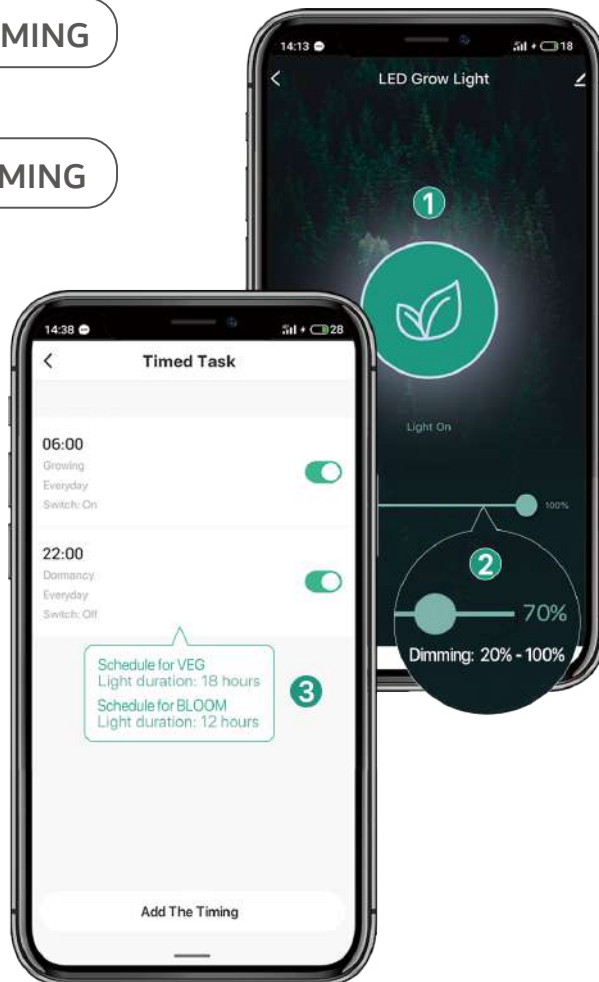 MING
MING
14:13
18
LED Grow Light
1
Light On
100%
2
70%
Dimming: 20% - 100%
14:38
28
Timed Task
06:00
Growing
Everyday
Switch: On
22:00
Dormancy
Everyday
Switch: Off
Schedule for VEG
Light duration: 18 hours
Schedule for BLOOM
Light duration: 12 hours
3
Add The Timing